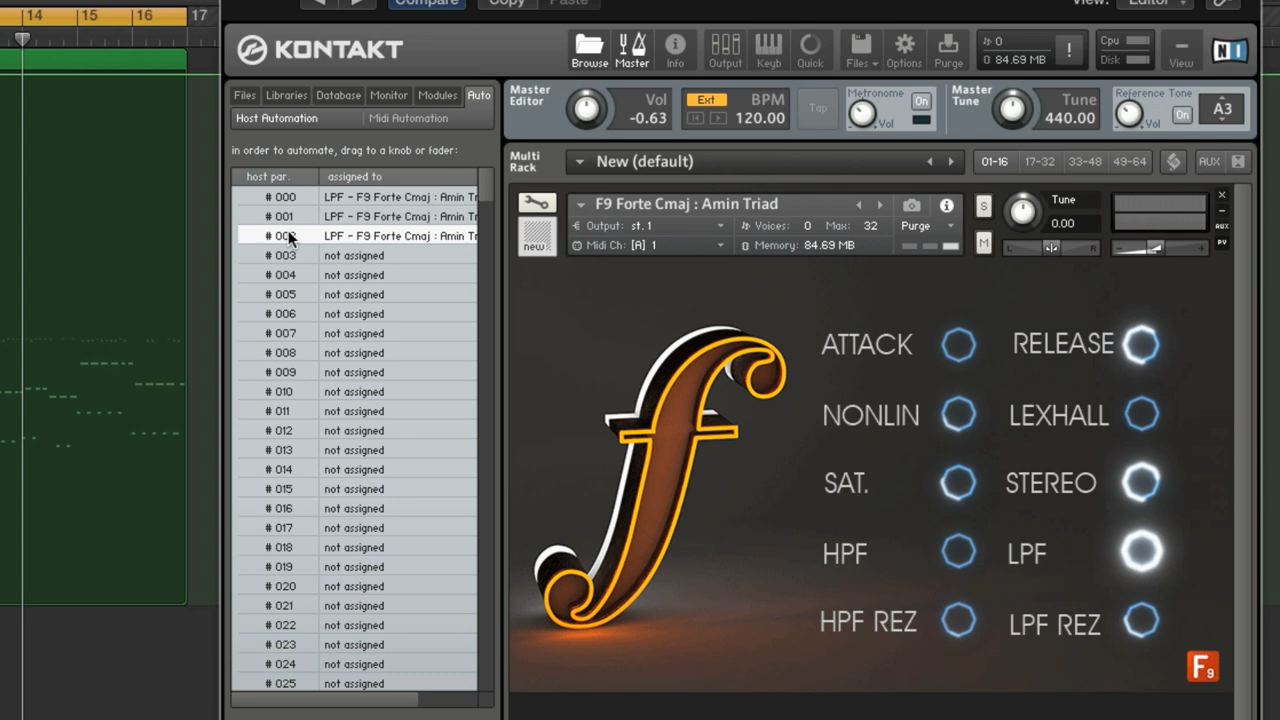 14 15 16 17
Compare Copy Paste View: Editor
KONTAKT
Browse Master Info Output Keyb Quick Files Options Purge View
0
84.69 MB
!
Cpu
Disk
NI
Files Libraries Database Monitor Modules Auto
Host Automation Midi Automation
in order to automate, drag to a knob or fader:
host par. assigned to
# 000 LPF - F9 Forte Cmaj : Amin Tr
# 001 LPF - F9 Forte Cmaj : Amin Tr
# 002 LPF - F9 Forte Cmaj : Amin Tr
# 003 not assigned
# 004 not assigned
# 005 not assigned
# 006 not assigned
# 007 not assigned
# 008 not assigned
# 009 not assigned
# 010 not assigned
# 011 not assigned
# 012 not assigned
# 013 not assigned
# 014 not assigned
# 015 not assigned
# 016 not assigned
# 017 not assigned
# 018 not assigned
# 019 not assigned
# 020 not assigned
# 021 not assigned
# 022 not assigned
# 023 not assigned
# 024 not assigned
# 025 not assigned
Master Editor
Vol
-0.63
Ext BPM
120.00
Tap
Metronome
On
Vol
Master Tune
Tune
440.00
Reference Tone
On
Vol
A3
Multi Rack
New (default)
01-16 17-32 33-48 49-64 AUX
F9 Forte Cmaj : Amin Triad
Output: st.1 Voices: 0 Max: 32 Purge
Midi Ch: [A] 1 Memory: 84.69 MB
new
S
M
Tune
0.00
L R
AUX
PV
ATTACK RELEASE
NONLIN LEXHALL
SAT. STEREO
HPF LPF
HPF REZ LPF REZ
F9